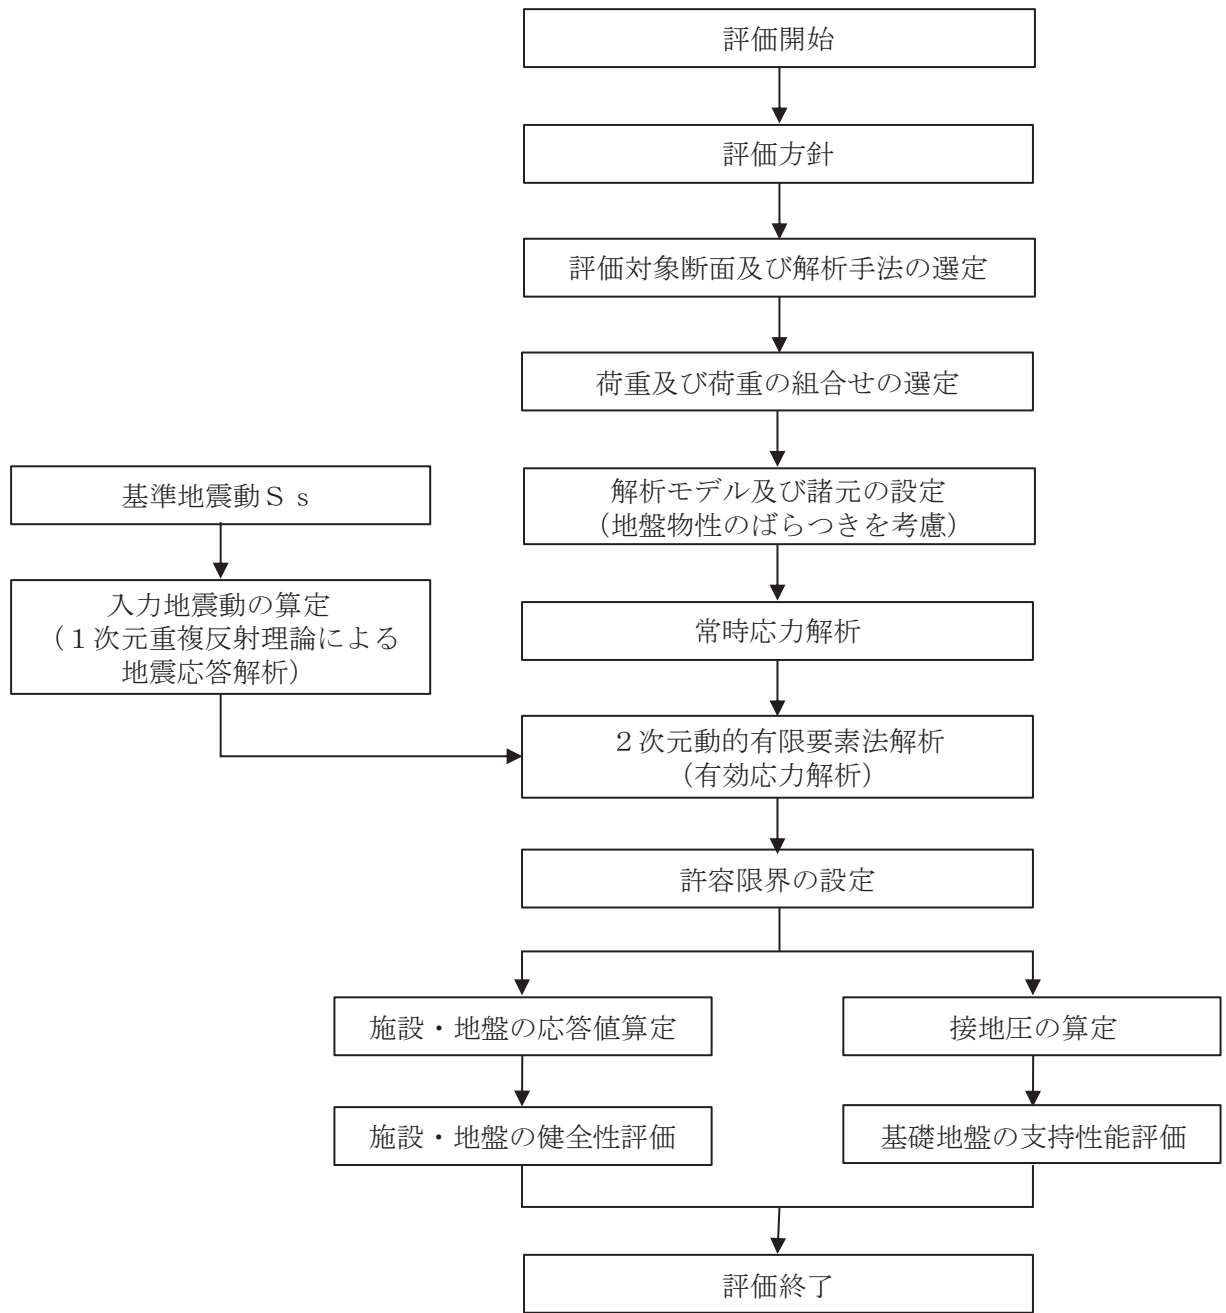 評価開始
評価方針
評価対象断面及び解析手法の選定
荷重及び荷重の組合せの選定
基準地震動Ｓｓ
解析モデル及び諸元の設定
（地盤物性のばらつきを考慮）
入力地震動の算定
（１次元重複反射理論による
地震応答解析）
常時応力解析
２次元動的有限要素法解析
（有効応力解析）
許容限界の設定
施設・地盤の応答値算定
接地圧の算定
施設・地盤の健全性評価
基礎地盤の支持性能評価
評価終了